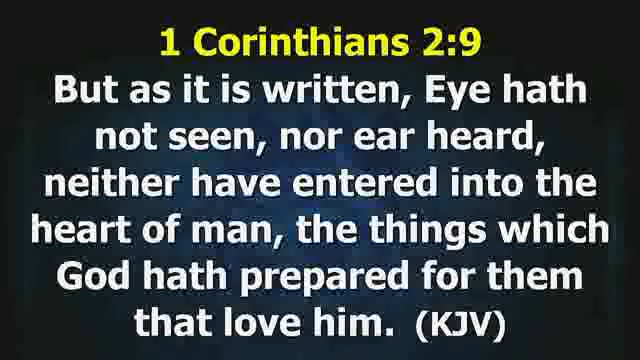 1 Corinthians 2:9
But as it is written, Eye hath
not seen, nor ear heard,
neither have entered into the
heart of man, the things which
God hath prepared for them
that love him. (KJV)